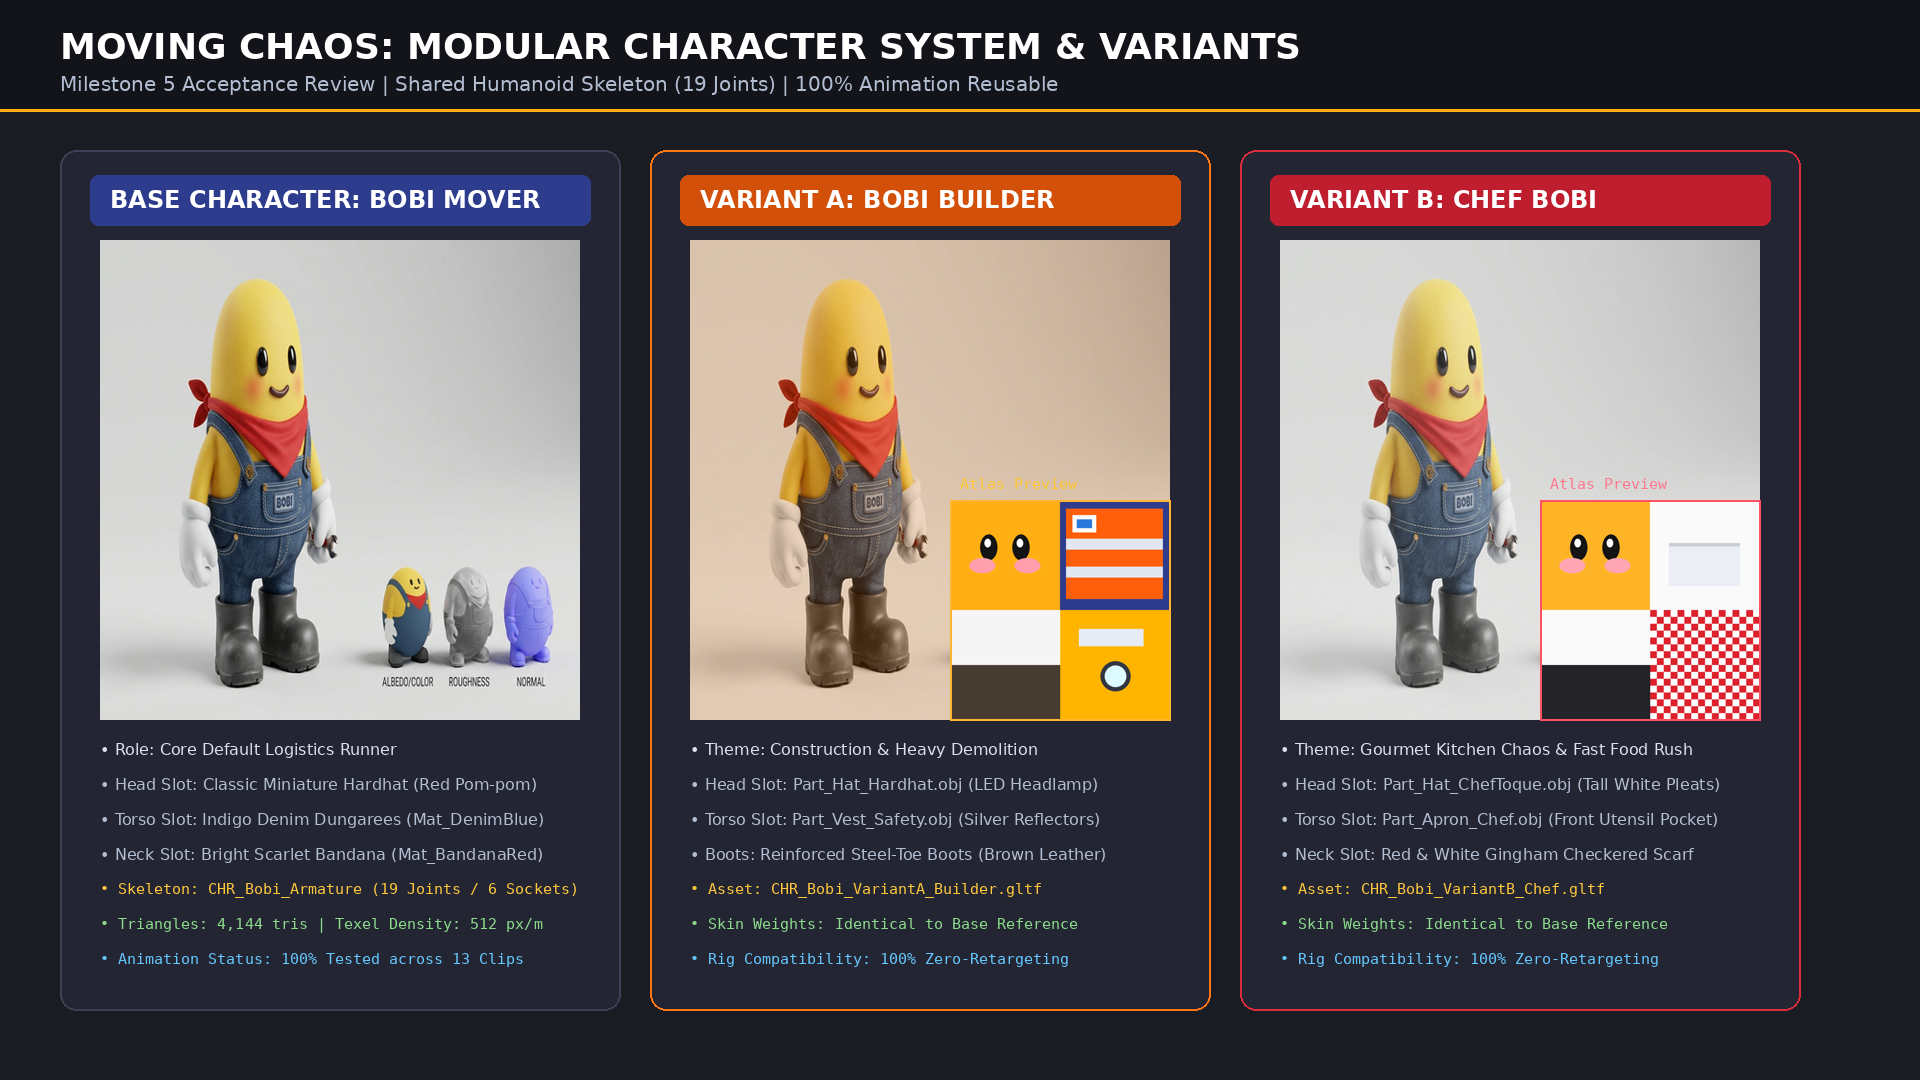 MOVING CHAOS: MODULAR CHARACTER SYSTEM & VARIANTS
Milestone 5 Acceptance Review | Shared Humanoid Skeleton (19 Joints) | 100% Animation Reusable
BASE CHARACTER: BOBI MOVER
BOBI
ALBEDO/COLOR ROUGHNESS NORMAL
• Role: Core Default Logistics Runner
• Head Slot: Classic Miniature Hardhat (Red Pom-pom)
• Torso Slot: Indigo Denim Dungarees (Mat_DenimBlue)
• Neck Slot: Bright Scarlet Bandana (Mat_BandanaRed)
• Skeleton: CHR_Bobi_Armature (19 Joints / 6 Sockets)
• Triangles: 4,144 tris | Texel Density: 512 px/m
• Animation Status: 100% Tested across 13 Clips
VARIANT A: BOBI BUILDER
BOBI
Atlas Preview
• Theme: Construction & Heavy Demolition
• Head Slot: Part_Hat_Hardhat.obj (LED Headlamp)
• Torso Slot: Part_Vest_Safety.obj (Silver Reflectors)
• Boots: Reinforced Steel-Toe Boots (Brown Leather)
• Asset: CHR_Bobi_VariantA_Builder.gltf
• Skin Weights: Identical to Base Reference
• Rig Compatibility: 100% Zero-Retargeting
VARIANT B: CHEF BOBI
BOBI
Atlas Preview
• Theme: Gourmet Kitchen Chaos & Fast Food Rush
• Head Slot: Part_Hat_ChefToque.obj (Tall White Pleats)
• Torso Slot: Part_Apron_Chef.obj (Front Utensil Pocket)
• Neck Slot: Red & White Gingham Checkered Scarf
• Asset: CHR_Bobi_VariantB_Chef.gltf
• Skin Weights: Identical to Base Reference
• Rig Compatibility: 100% Zero-Retargeting